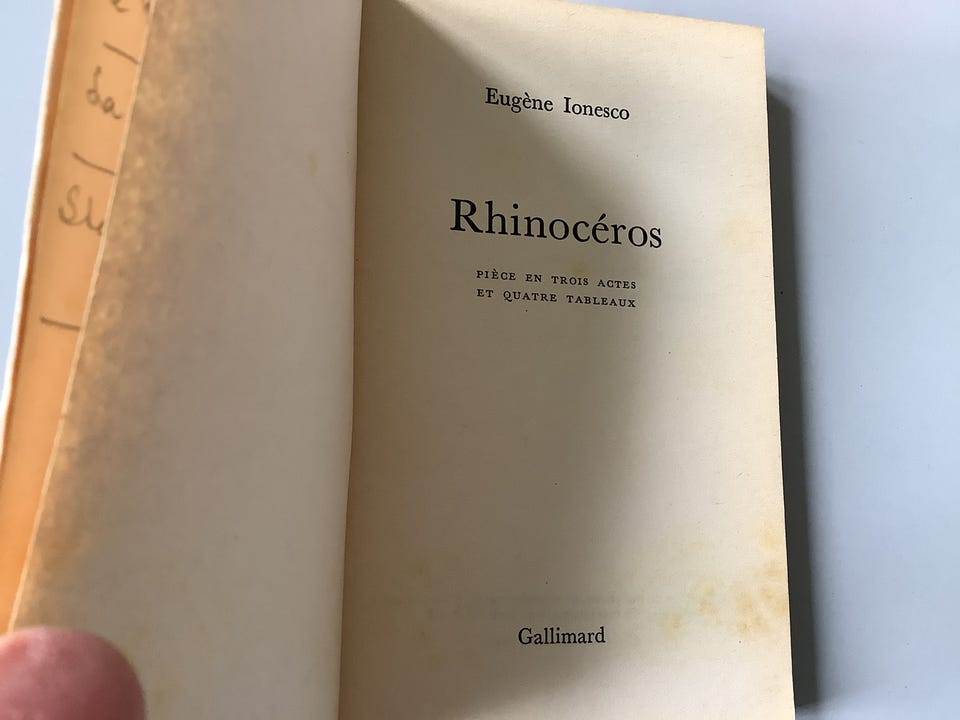 Eugène Ionesco
Rhinocéros
PIÈCE EN TROIS ACTES
ET QUATRE TABLEAUX
Gallimard